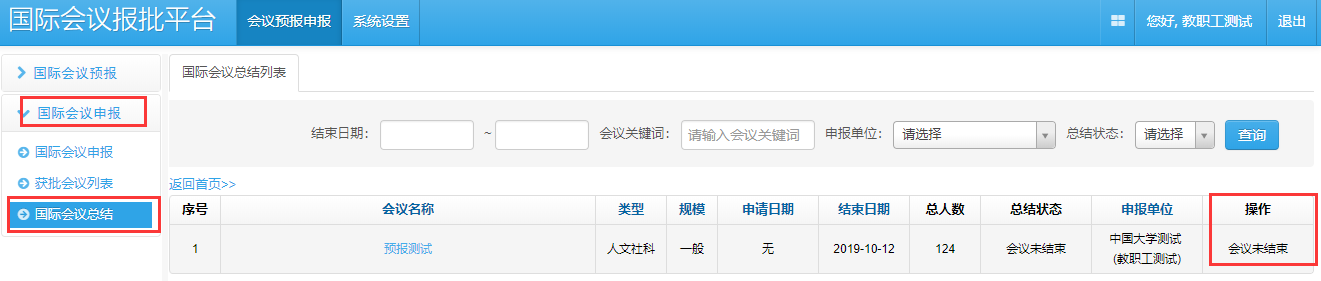 国际会议报批平台 会议预报申报 系统设置 您好, 教职工测试 退出
国际会议预报
国际会议申报
国际会议申报
获批会议列表
国际会议总结
国际会议总结列表
结束日期： ~ 会议关键词： 请输入会议关键词 申报单位： 请选择 总结状态： 请选择 查询
返回首页>>
序号 会议名称 类型 规模 申请日期 结束日期 总人数 总结状态 申报单位 操作
1 预报测试 人文社科 一般 无 2019-10-12 124 会议未结束 中国大学测试 会议未结束
(教职工测试)